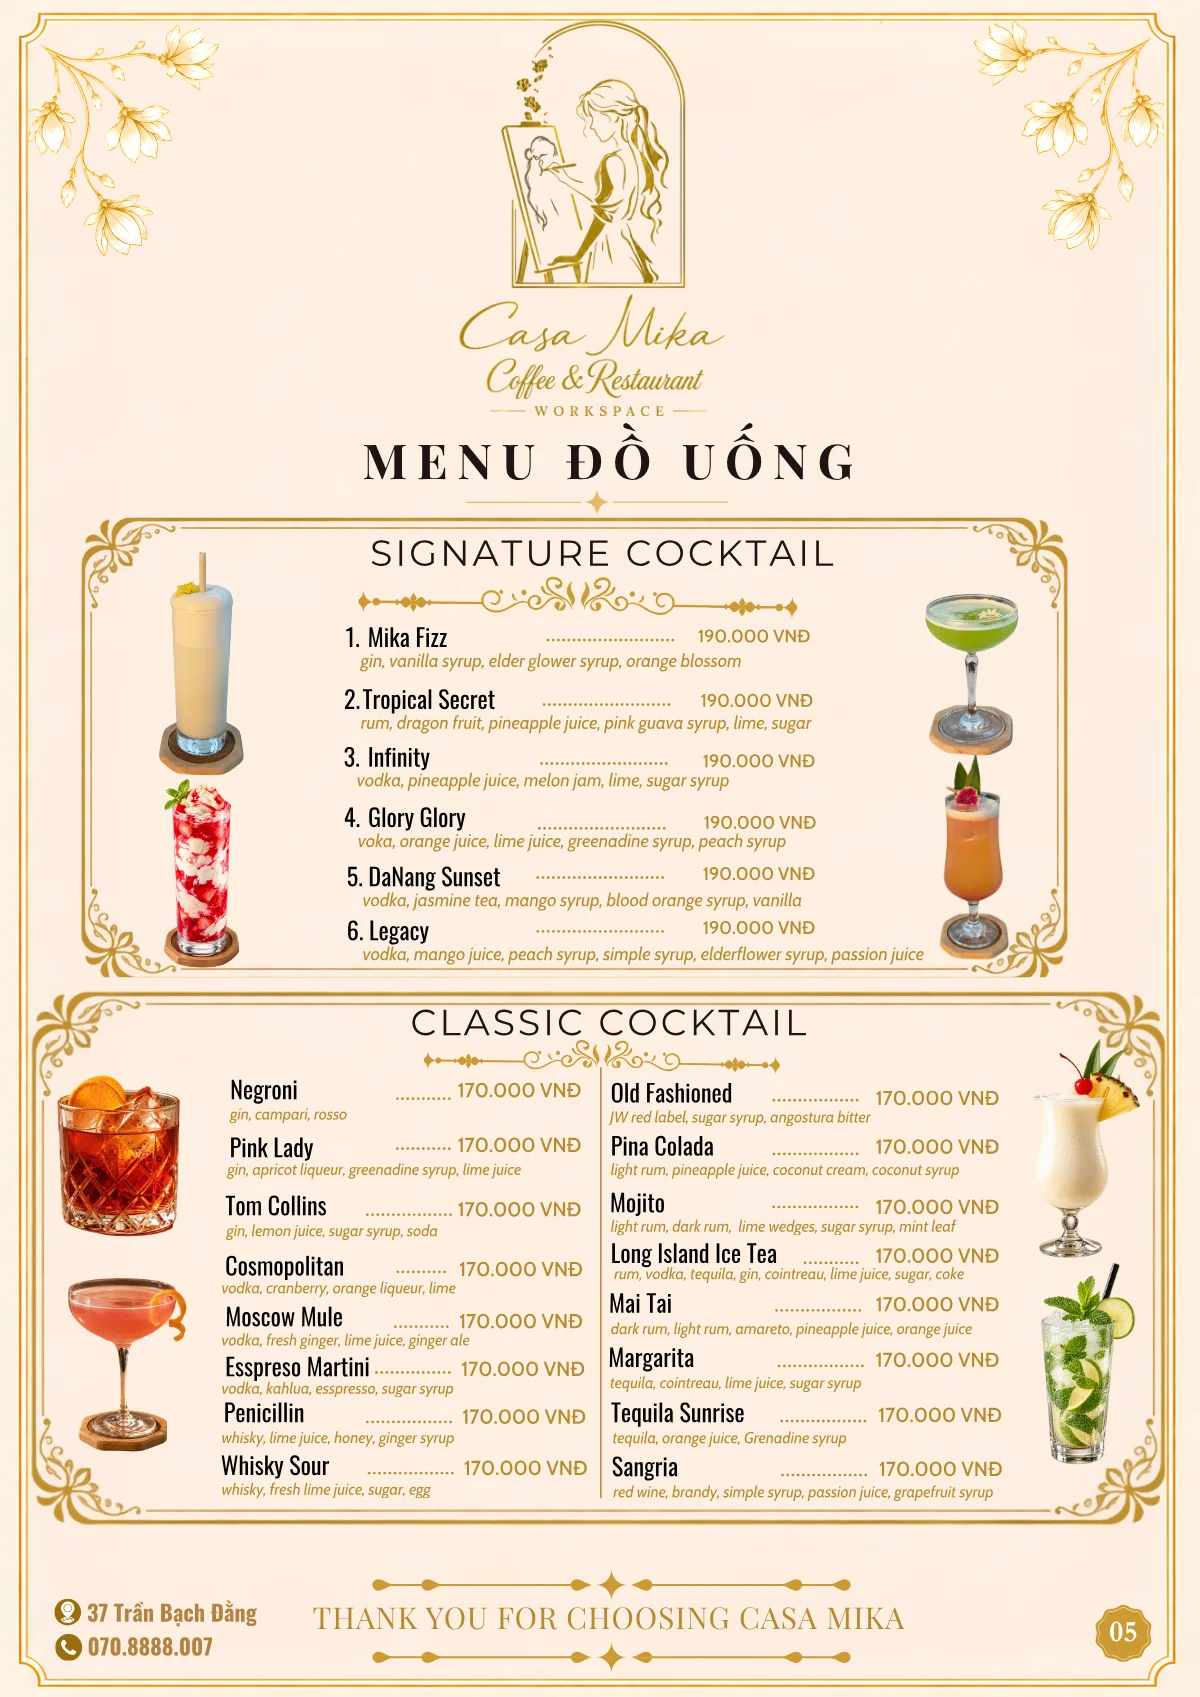 Casa Mika
Coffee & Restaurant
WORKSPACE
MENU ĐỒ UỐNG
SIGNATURE COCKTAIL
1. Mika Fizz ........................ 190.000 VNĐ
gin, vanilla syrup, elder glower syrup, orange blossom
2. Tropical Secret ........................ 190.000 VNĐ
rum, dragon fruit, pineapple juice, pink guava syrup, lime, sugar
3. Infinity ........................ 190.000 VNĐ
vodka, pineapple juice, melon jam, lime, sugar syrup
4. Glory Glory ........................ 190.000 VNĐ
voka, orange juice, lime juice, greenadine syrup, peach syrup
5. DaNang Sunset ........................ 190.000 VNĐ
vodka, jasmine tea, mango syrup, blood orange syrup, vanilla
6. Legacy ........................ 190.000 VNĐ
vodka, mango juice, peach syrup, simple syrup, elderflower syrup, passion juice
CLASSIC COCKTAIL
Negroni ........... 170.000 VNĐ
gin, campari, rosso
Pink Lady ........... 170.000 VNĐ
gin, apricot liqueur, greenadine syrup, lime juice
Tom Collins ................. 170.000 VNĐ
gin, lemon juice, sugar syrup, soda
Cosmopolitan .......... 170.000 VNĐ
vodka, cranberry, orange liqueur, lime
Moscow Mule ........... 170.000 VNĐ
vodka, fresh ginger, lime juice, ginger ale
Esspreso Martini ............... 170.000 VNĐ
vodka, kahlua, esspresso, sugar syrup
Penicillin ................. 170.000 VNĐ
whisky, lime juice, honey, ginger syrup
Whisky Sour ................. 170.000 VNĐ
whisky, fresh lime juice, sugar, egg
Old Fashioned ................. 170.000 VNĐ
JW red label, sugar syrup, angostura bitter
Pina Colada ................. 170.000 VNĐ
light rum, pineapple juice, coconut cream, coconut syrup
Mojito ................. 170.000 VNĐ
light rum, dark rum, lime wedges, sugar syrup, mint leaf
Long Island Ice Tea ........... 170.000 VNĐ
rum, vodka, tequila, gin, cointreau, lime juice, sugar, coke
Mai Tai ................. 170.000 VNĐ
dark rum, light rum, amareto, pineapple juice, orange juice
Margarita ................. 170.000 VNĐ
tequila, cointreau, lime juice, sugar syrup
Tequila Sunrise ................. 170.000 VNĐ
tequila, orange juice, Grenadine syrup
Sangria ................. 170.000 VNĐ
red wine, brandy, simple syrup, passion juice, grapefruit syrup
37 Trần Bạch Đằng
070.8888.007
THANK YOU FOR CHOOSING CASA MIKA
05